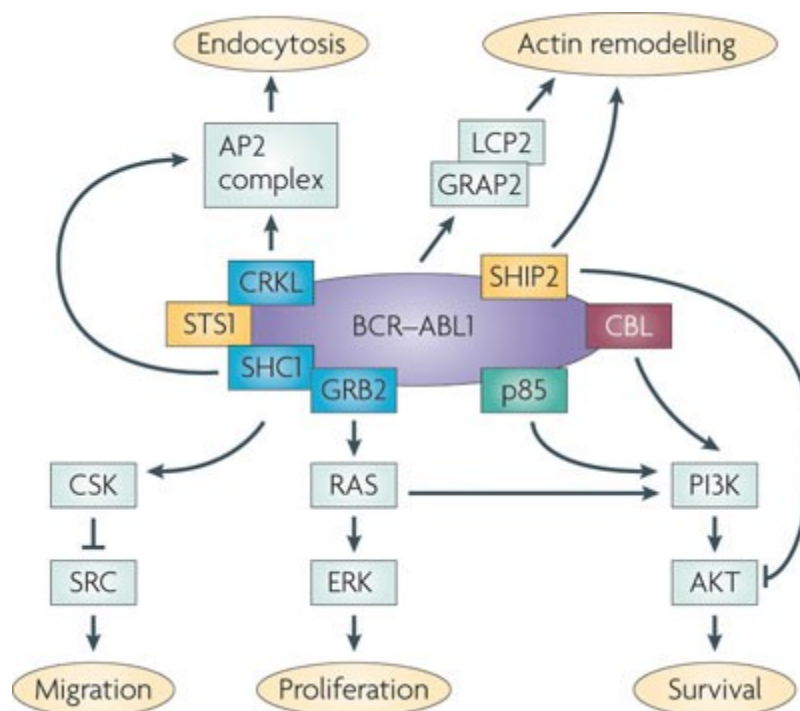 Endocytosis
Actin remodelling
AP2
complex
LCP2
GRAP2
CRKL
SHIP2
STS1
BCR–ABL1
CBL
SHC1
GRB2
p85
CSK
RAS
PI3K
SRC
ERK
AKT
Migration
Proliferation
Survival